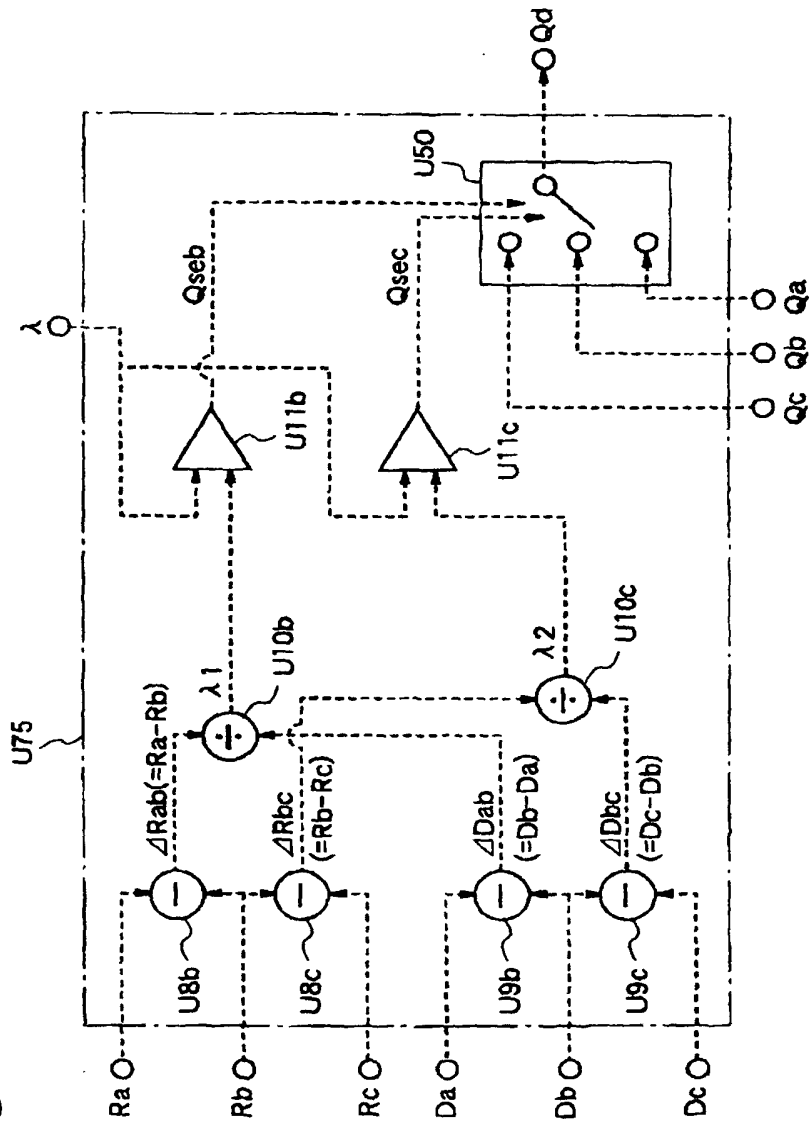 U75
λ
Ra
Rb
Rc
Da
Db
Dc
U8b
U8c
U9b
U9c
ΔRab(=Ra-Rb)
ΔRbc
(=Rb-Rc)
ΔDab
(=Db-Da)
ΔDbc
(=Dc-Db)
λ1
U10b
λ2
U10c
U11b
U11c
Qseb
Qsec
U50
Qd
Qc
Qb
Qa